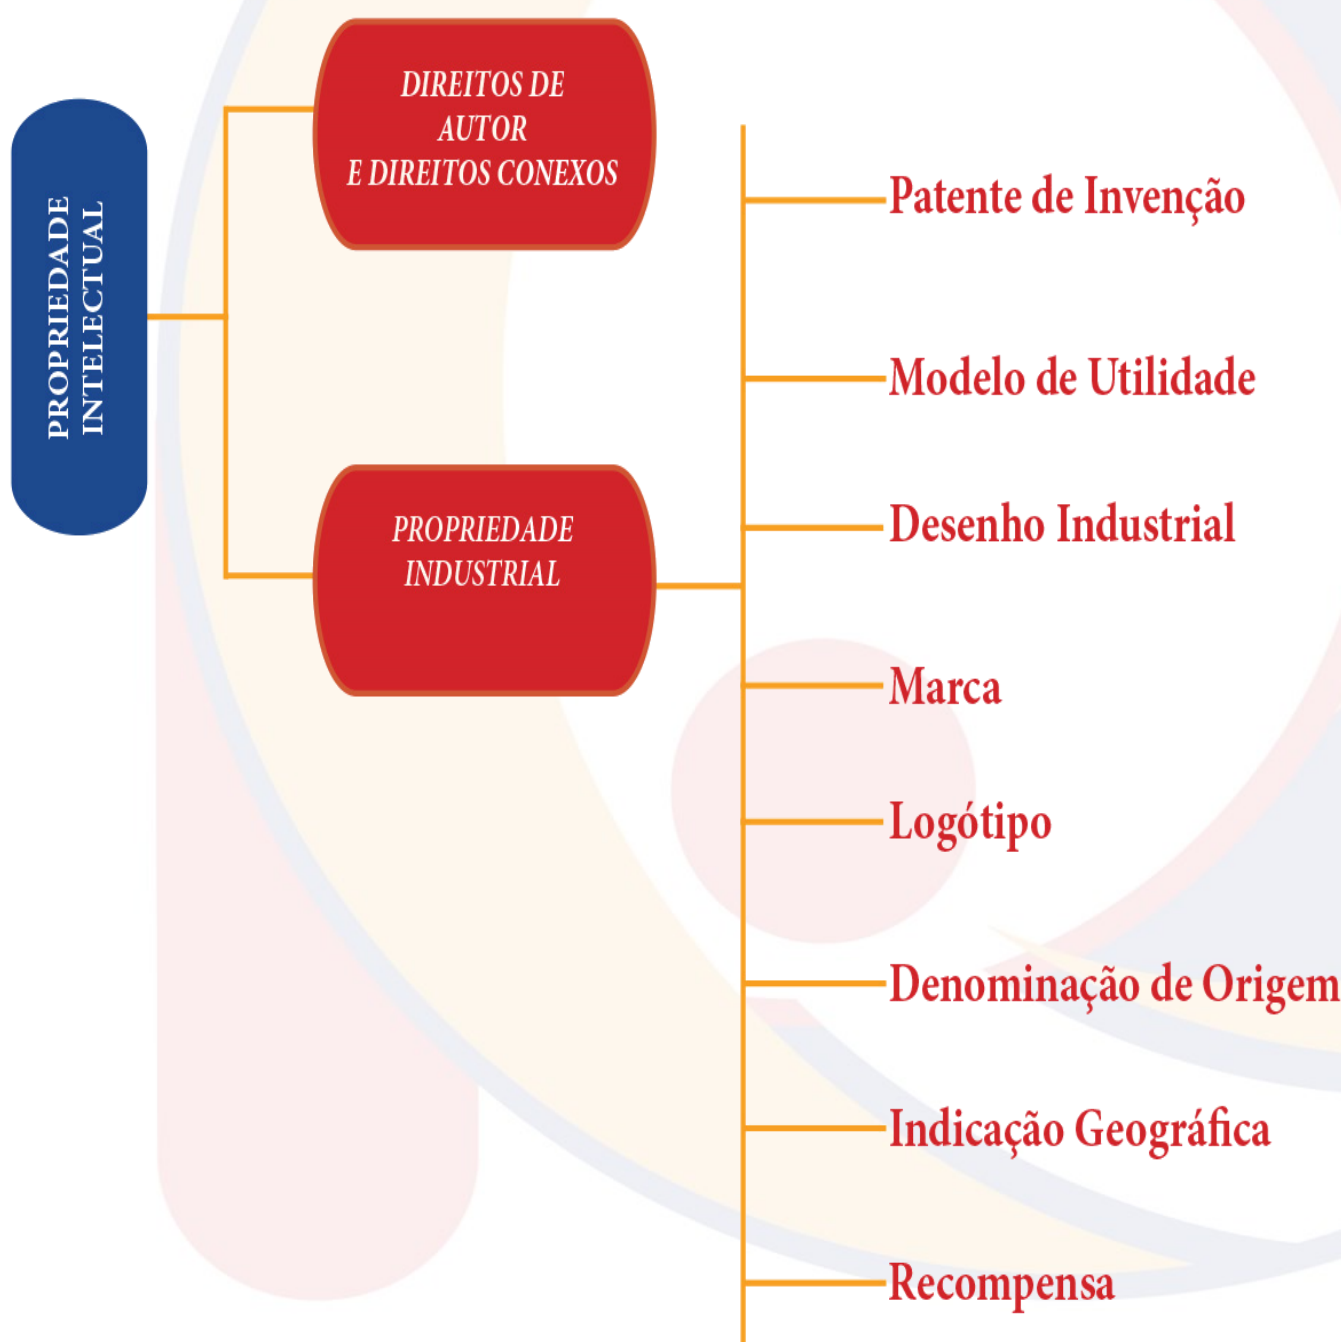 PROPRIEDADE
INTELECTUAL
DIREITOS DE
AUTOR
E DIREITOS CONEXOS
PROPRIEDADE
INDUSTRIAL
Patente de Invenção
Modelo de Utilidade
Desenho Industrial
Marca
Logótipo
Denominação de Origem
Indicação Geográfica
Recompensa